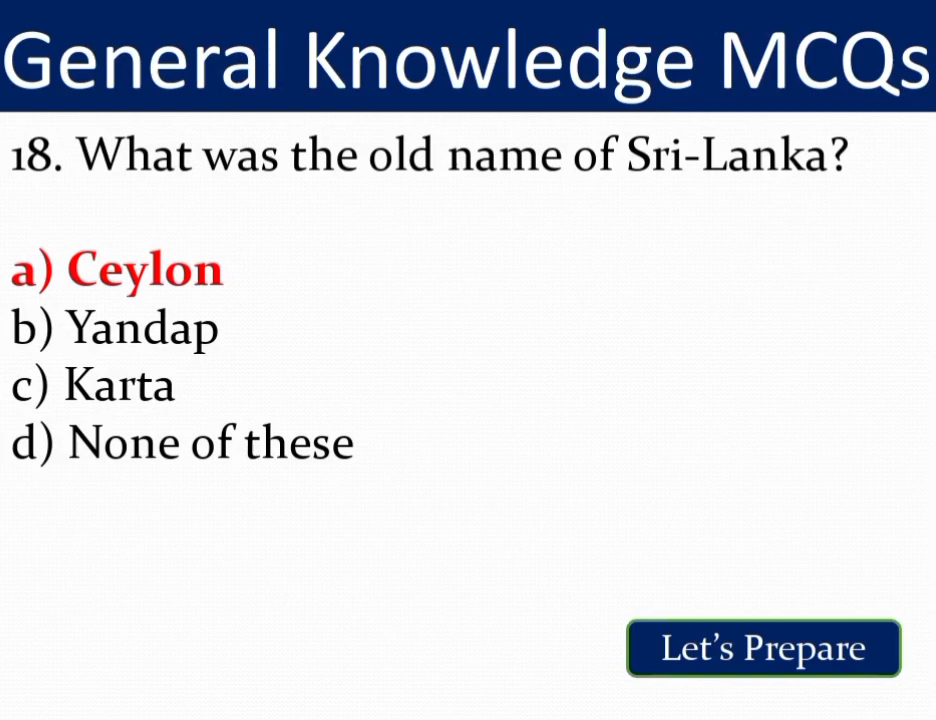 General Knowledge MCQs
18. What was the old name of Sri-Lanka?
a) Ceylon
b) Yandap
c) Karta
d) None of these
Let’s Prepare